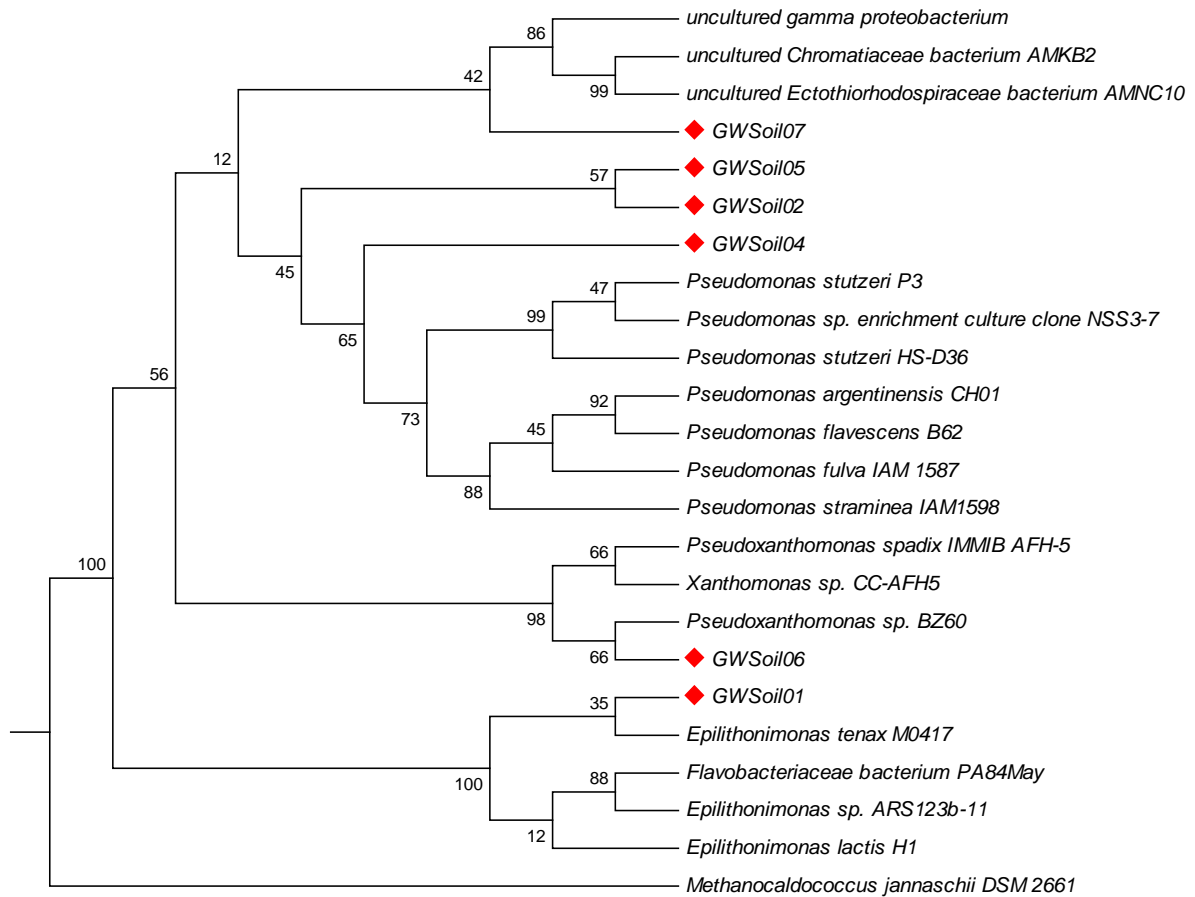 uncultured gamma proteobacterium
86
uncultured Chromatiaceae bacterium AMKB2
42
99
uncultured Ectothiorhodospiraceae bacterium AMNC10
GWSoil07
12
GWSoil05
57
GWSoil02
GWSoil04
45
Pseudomonas stutzeri P3
47
99
Pseudomonas sp. enrichment culture clone NSS3-7
65
Pseudomonas stutzeri HS-D36
56
Pseudomonas argentinensis CH01
92
73
45
Pseudomonas flavescens B62
Pseudomonas fulva IAM 1587
88
Pseudomonas straminea IAM1598
100
Pseudoxanthomonas spadix IMMIB AFH-5
66
Xanthomonas sp. CC-AFH5
98
Pseudoxanthomonas sp. BZ60
66
GWSoil06
GWSoil01
35
Epilithonimonas tenax M0417
100
Flavobacteriaceae bacterium PA84May
88
Epilithonimonas sp. ARS123b-11
12
Epilithonimonas lactis H1
Methanocaldococcus jannaschii DSM 2661